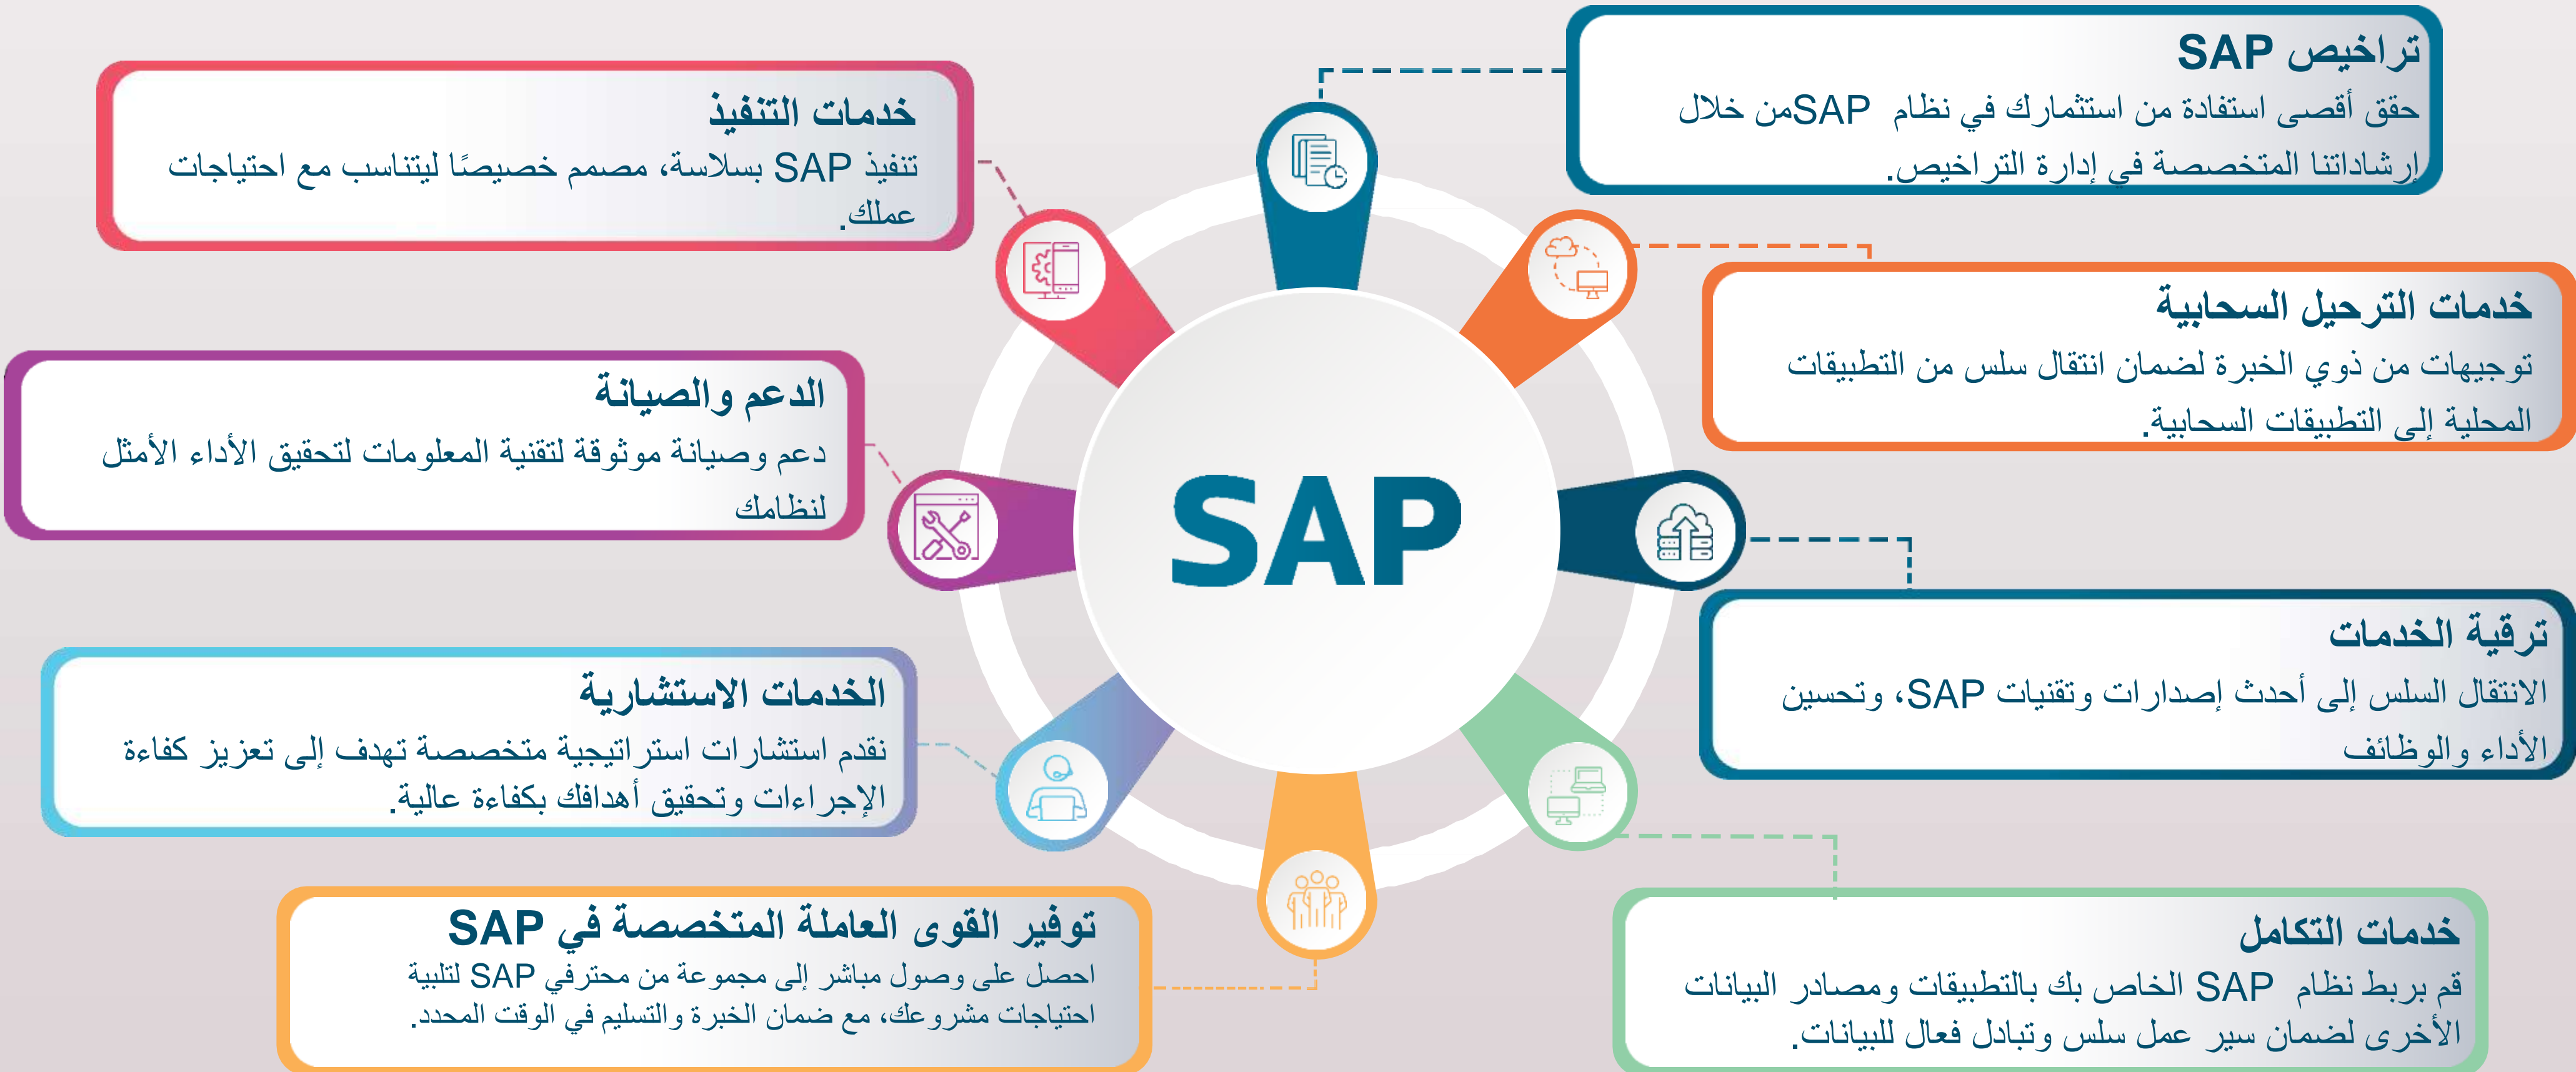 تراخيص SAP
حقق أقصى استفادة من استثمارك في نظام SAPمن خلال
إرشاداتنا المتخصصة في إدارة التراخيص.
خدمات التنفيذ
تنفيذ SAP بسلاسة، مصمم خصيصًا ليتناسب مع احتياجات
عملك.
خدمات الترحيل السحابية
توجيهات من ذوي الخبرة لضمان انتقال سلس من التطبيقات
المحلية إلى التطبيقات السحابية.
الدعم والصيانة
دعم وصيانة موثوقة لتقنية المعلومات لتحقيق الأداء الأمثل
لنظامك
SAP
ترقية الخدمات
الانتقال السلس إلى أحدث إصدارات وتقنيات SAP، وتحسين
الأداء والوظائف
الخدمات الاستشارية
نقدم استشارات استراتيجية متخصصة تهدف إلى تعزيز كفاءة
الإجراءات وتحقيق أهدافك بكفاءة عالية.
خدمات التكامل
قم بربط نظام SAP الخاص بك بالتطبيقات ومصادر البيانات
الأخرى لضمان سير عمل سلس وتبادل فعال للبيانات.
توفير القوى العاملة المتخصصة في SAP
احصل على وصول مباشر إلى مجموعة من محترفي SAP لتلبية
احتياجات مشروعك، مع ضمان الخبرة والتسليم في الوقت المحدد.